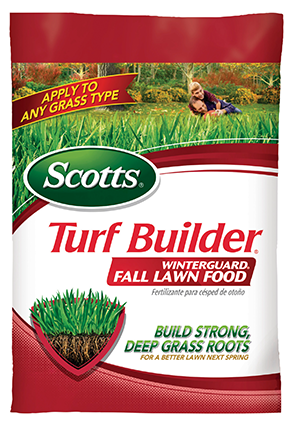 APPLY TO
ANY GRASS TYPE
Scotts®
Turf Builder®
WINTERGUARD®
FALL LAWN FOOD
Fertilizante para césped de otoño
BUILD STRONG,
DEEP GRASS ROOTS
FOR A BETTER LAWN NEXT SPRING